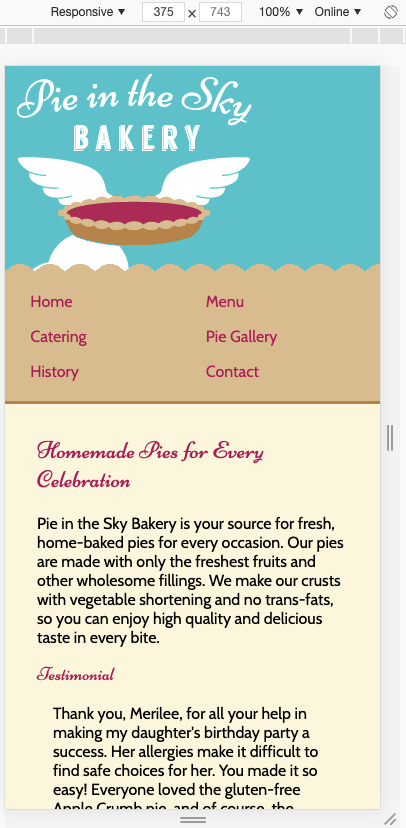 Responsive ▼ 375 × 743 100% ▼ Online ▼
Pie in the Sky
BAKERY
Home Menu
Catering Pie Gallery
History Contact
Homemade Pies for Every
Celebration
Pie in the Sky Bakery is your source for fresh,
home-baked pies for every occasion. Our pies
are made with only the freshest fruits and
other wholesome fillings. We make our crusts
with vegetable shortening and no trans-fats,
so you can enjoy high quality and delicious
taste in every bite.
Testimonial
Thank you, Merilee, for all your help in
making my daughter's birthday party a
success. Her allergies make it difficult to
find safe choices for her. You made it so
easy! Everyone loved the gluten-free
Apple Crumb pie, and of course, the